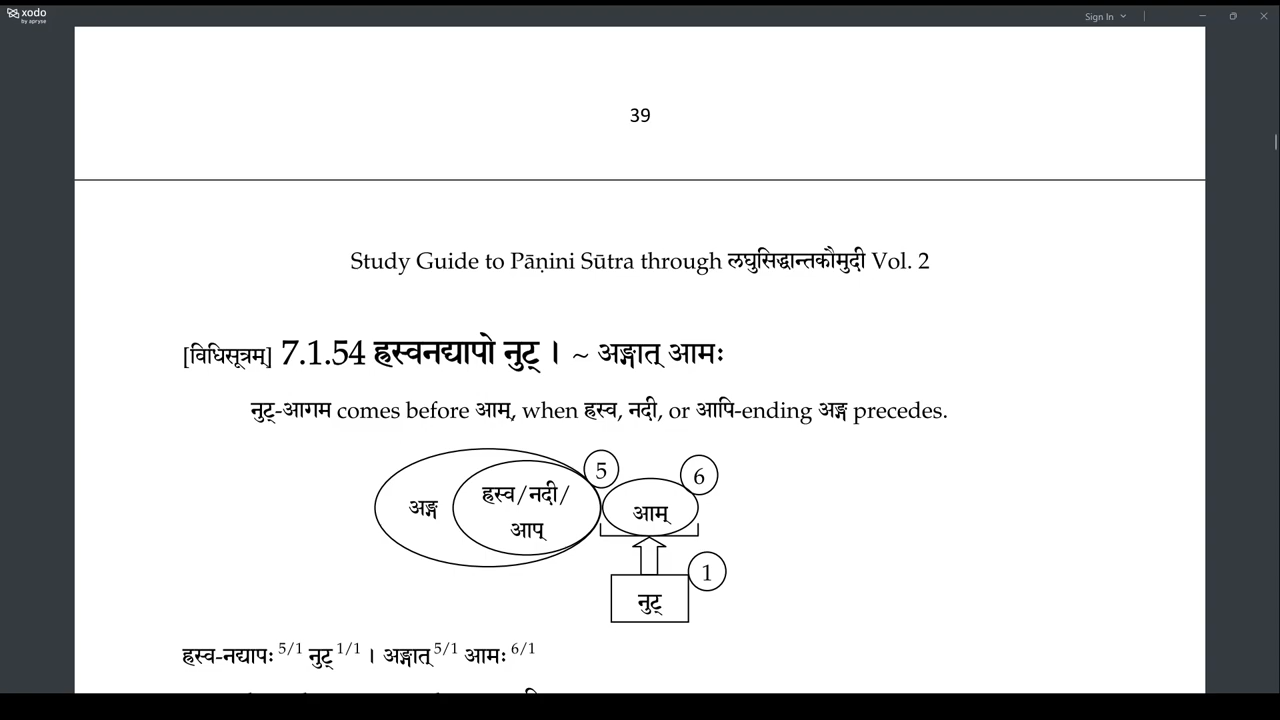 xodo
by apryse
Sign In
39
Study Guide to Pāṇini Sūtra through लघुसिद्धान्तकौमुदी Vol. 2
[विधिसूत्रम्] 7.1.54 ह्रस्वनद्यापो नुट् । ~ अङ्गात् आमः
नुट्-आगम comes before आम्, when ह्रस्व, नदी, or आपि-ending अङ्ग precedes.
5
6
अङ्ग
ह्रस्व/नदी/
आप्
आम्
1
नुट्
ह्रस्व-नद्यापः 5/1 नुट् 1/1 । अङ्गात् 5/1 आमः 6/1